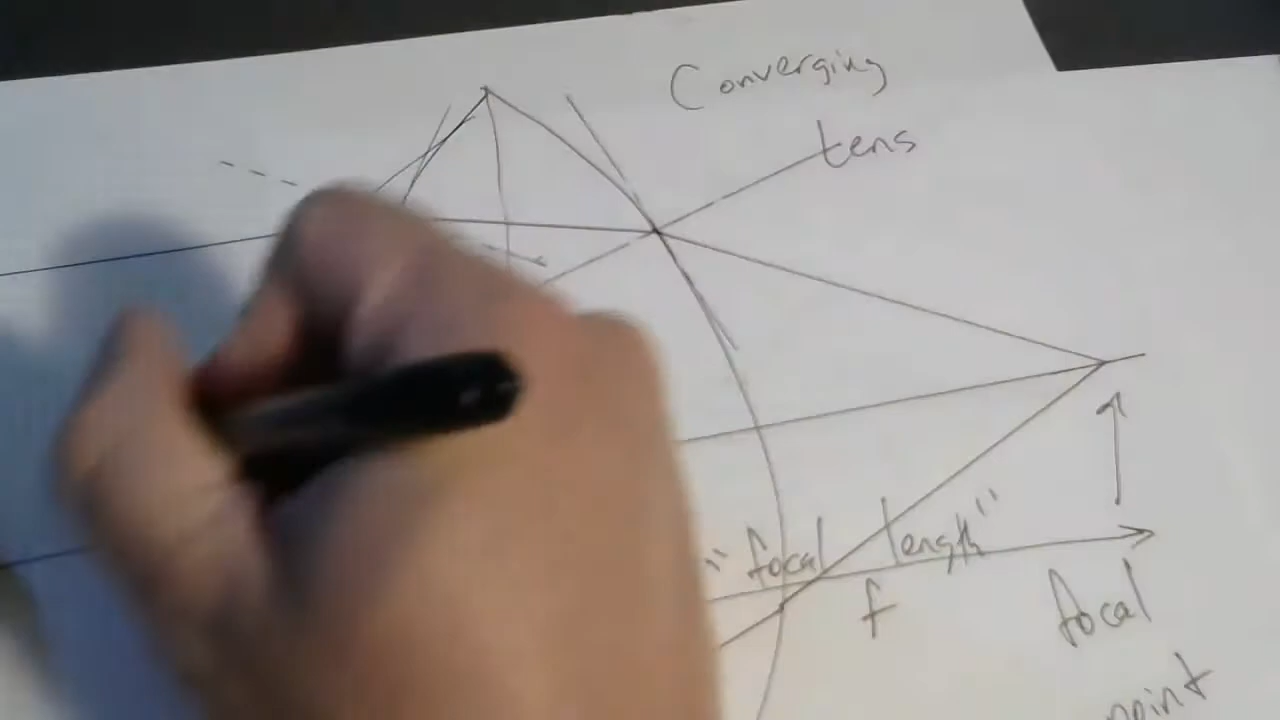 Converging
lens
"focal length"
f
focal
point